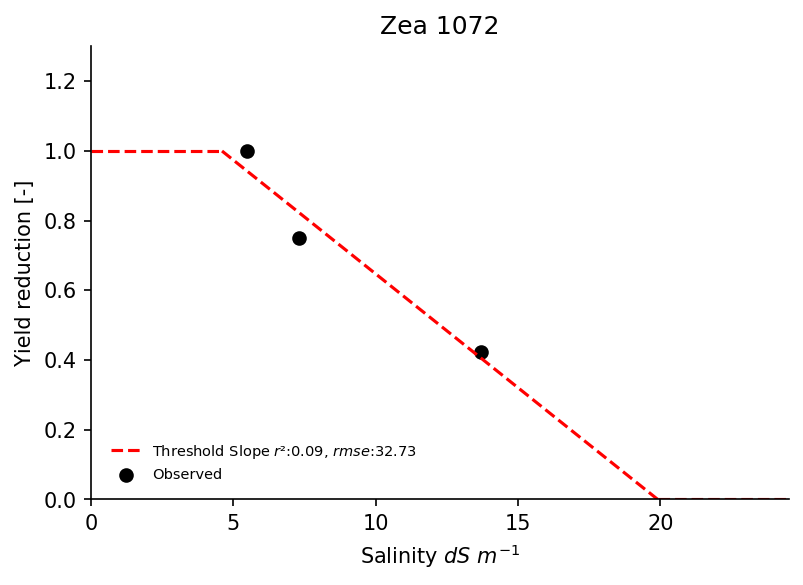 Zea 1072
Yield reduction [-]
1.2
1.0
0.8
0.6
0.4
0.2
0.0
Threshold Slope r²:0.09, rmse:32.73
Observed
0 5 10 15 20
Salinity dS m⁻¹